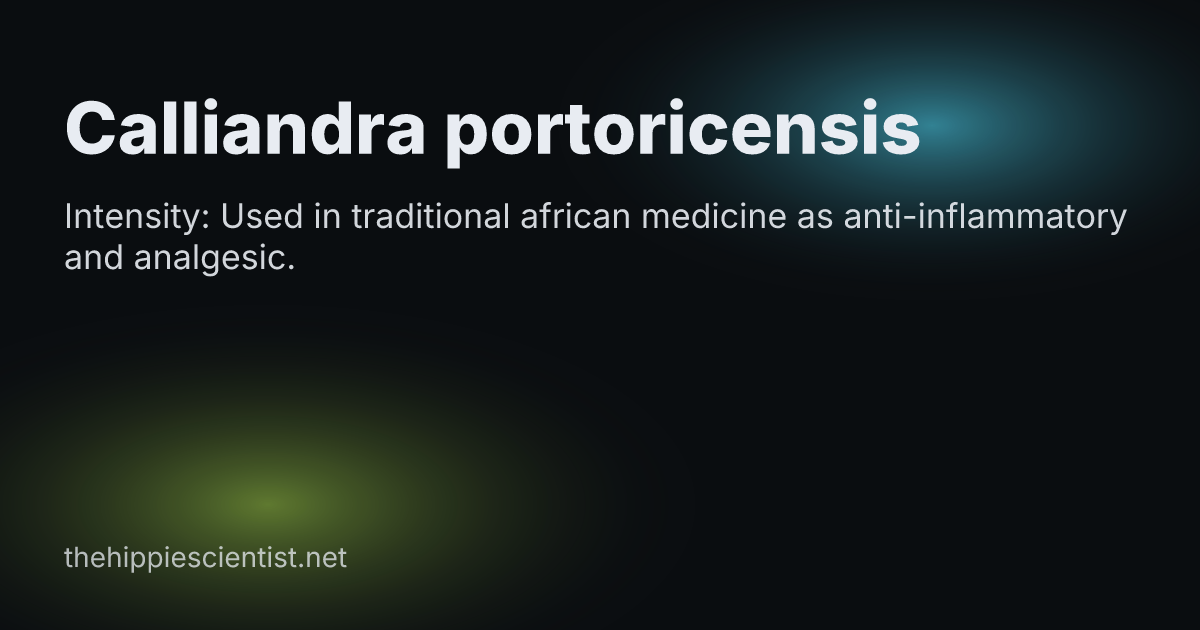 Calliandra portoricensis
Intensity: Used in traditional african medicine as anti-inflammatory
and analgesic.
thehippiescientist.net